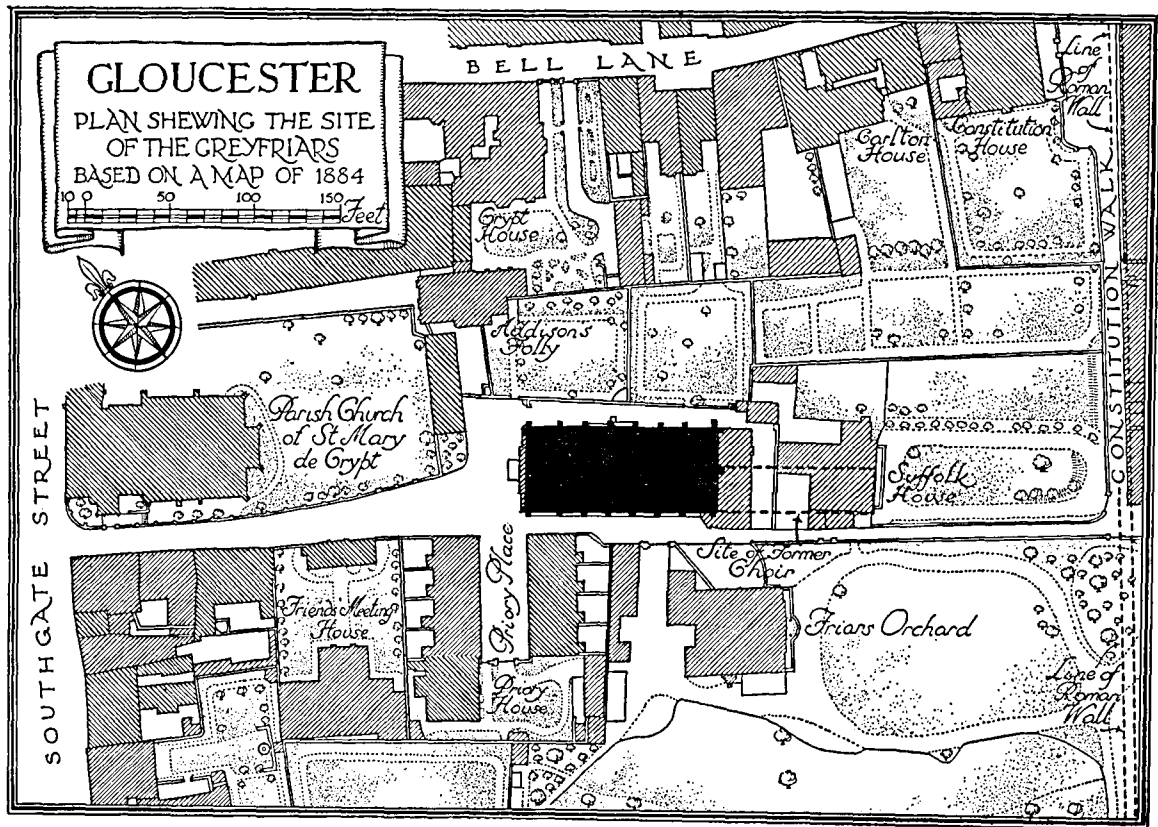 GLOUCESTER
PLAN SHEWING THE SITE
OF THE GREYFRIARS
BASED ON A MAP OF 1884
10 0 50 100 150
Feet
BELL LANE
Line
of
Roman
Wall
Carlton
House
Constitution
House
CONSTITUTION WALK
Crypt
House
Addison's
Folly
Parish Church
of St Mary
de Crypt
SOUTHGATE STREET
Suffolk
House
Site of Former
Choir
Priory Place
Friends Meeting
House
Priory
House
Friars Orchard
Line of
Roman
Wall